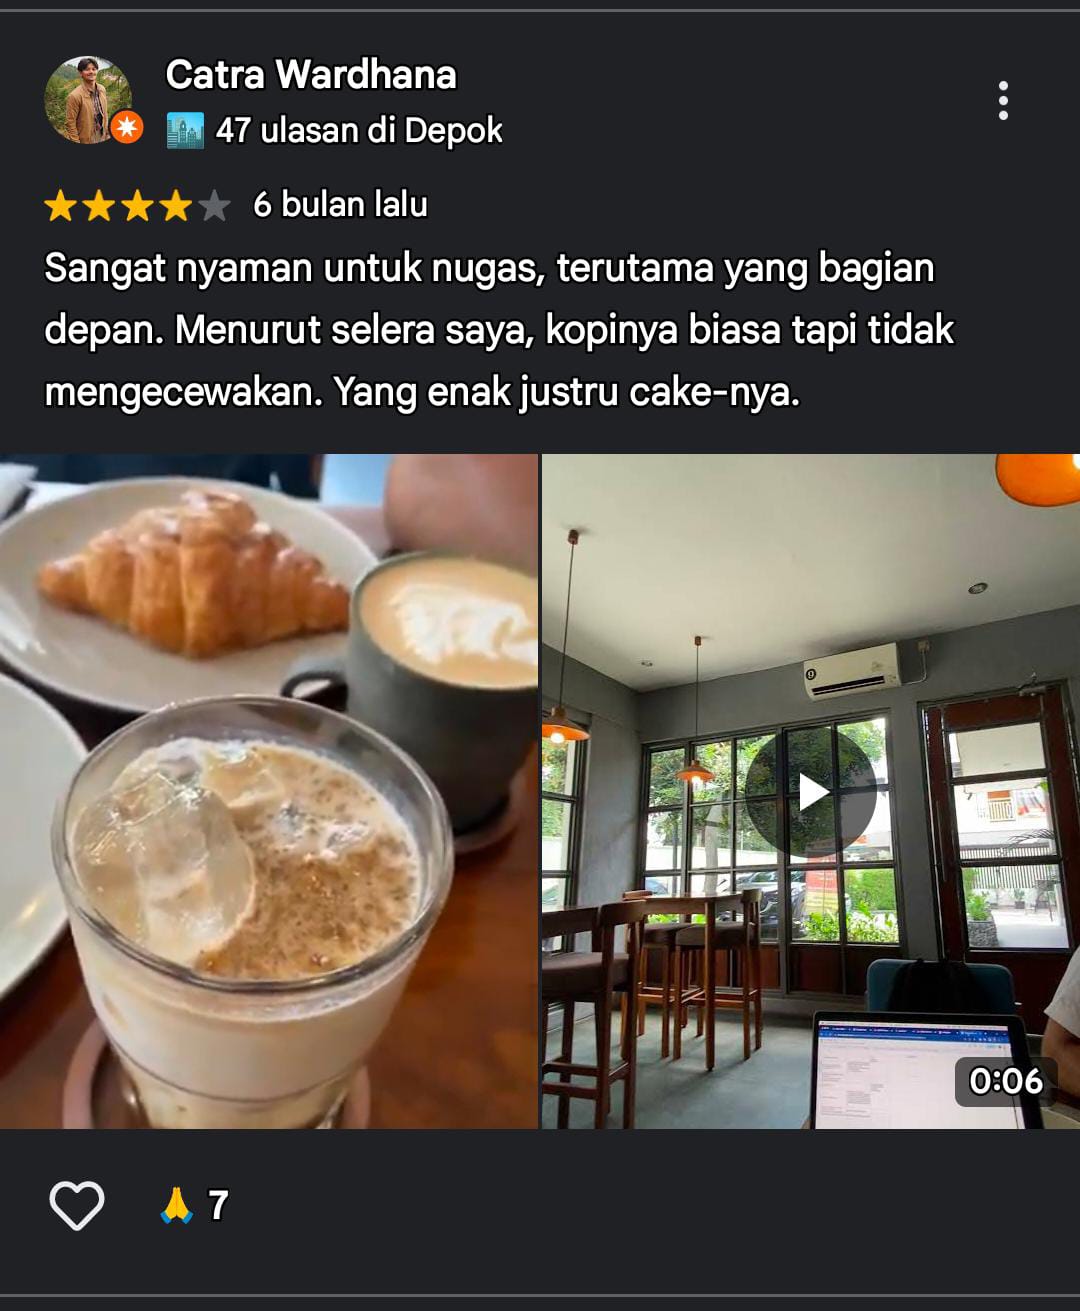 Catra Wardhana
47 ulasan di Depok
6 bulan lalu
Sangat nyaman untuk nugas, terutama yang bagian
depan. Menurut selera saya, kopinya biasa tapi tidak
mengecewakan. Yang enak justru cake-nya.
0:06
🙏 7